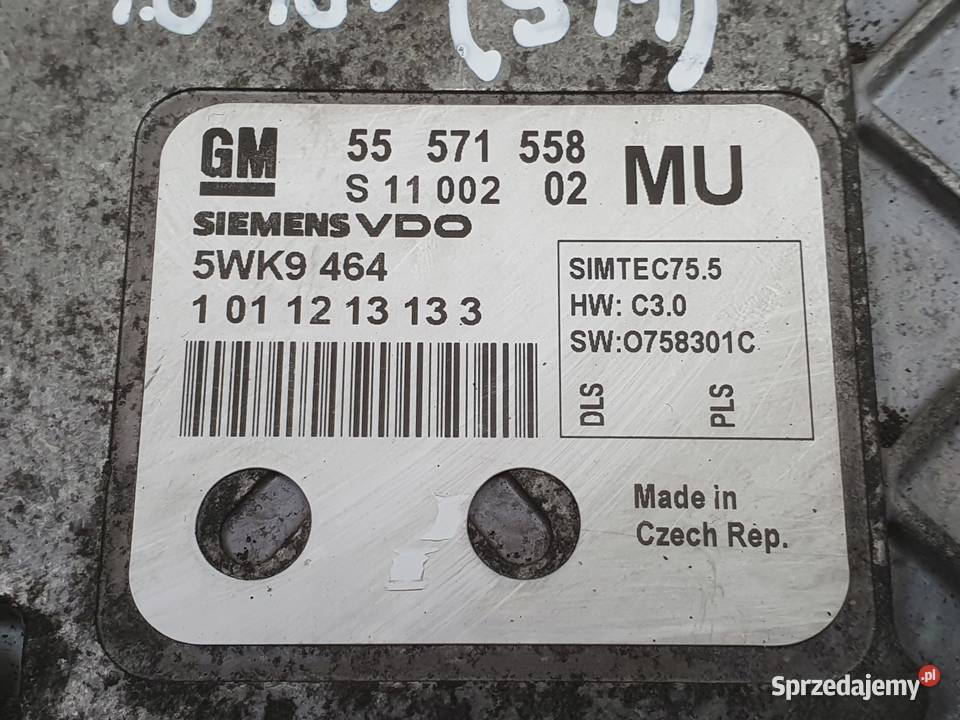 (5M)
GM 55 571 558 MU
S 11 002 02
SIEMENS VDO
5WK9 464
1 01 12 13 13 3
SIMTEC75.5
HW: C3.0
SW:O758301C
DLS PLS
Made in
Czech Rep.
Sprzedajemy.pl